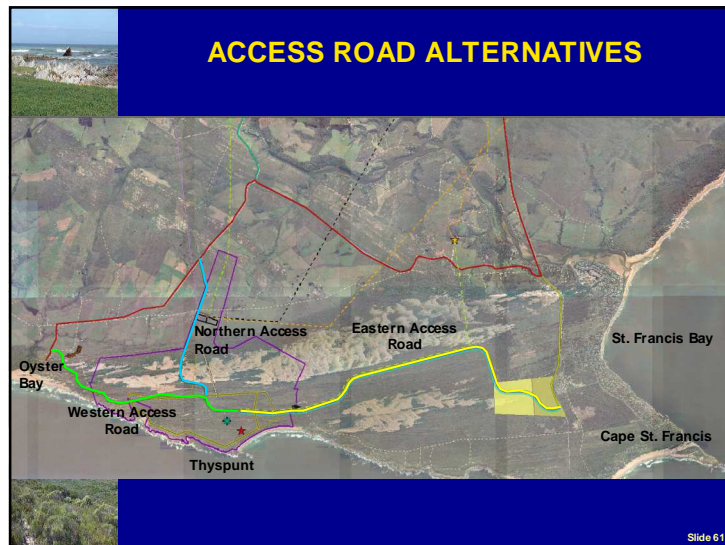 ACCESS ROAD ALTERNATIVES
Northern Access
Road
Eastern Access
Road
St. Francis Bay
Oyster
Bay
Western Access
Road
Cape St. Francis
Thyspunt
Slide 61